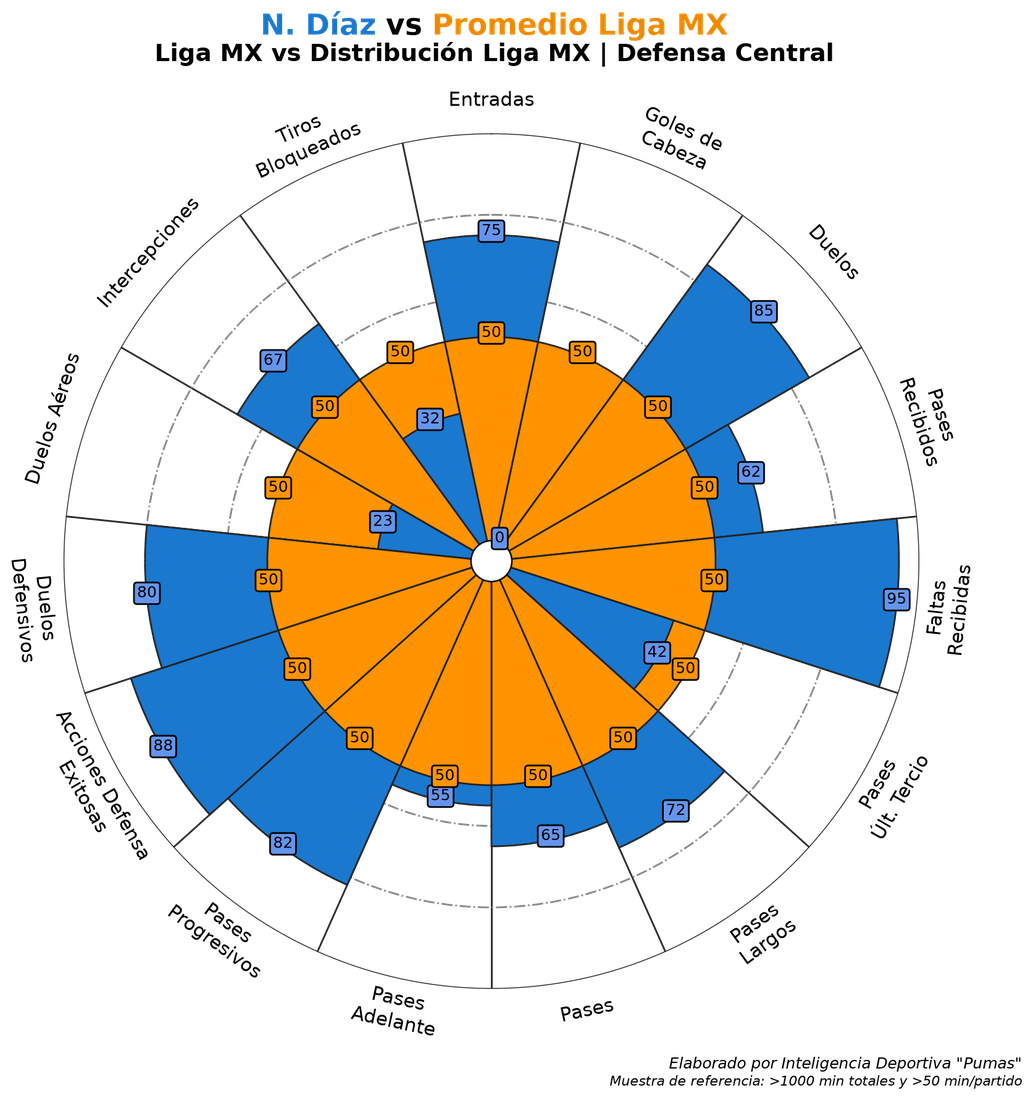 N. Díaz vs Promedio Liga MX
Liga MX vs Distribución Liga MX | Defensa Central
Entradas
Goles de
Cabeza
Duelos
Pases
Recibidos
Faltas
Recibidas
Pases
Últ. Tercio
Pases
Largos
Pases
Pases
Adelante
Pases
Progresivos
Acciones Defensa
Exitosas
Duelos
Defensivos
Duelos Aéreos
Intercepciones
Tiros
Bloqueados
75
50
0
50
85
50
62
50
95
50
42
50
72
50
65
50
55
50
82
50
88
50
80
50
23
50
67
50
32
50
Elaborado por Inteligencia Deportiva "Pumas"
Muestra de referencia: >1000 min totales y >50 min/partido